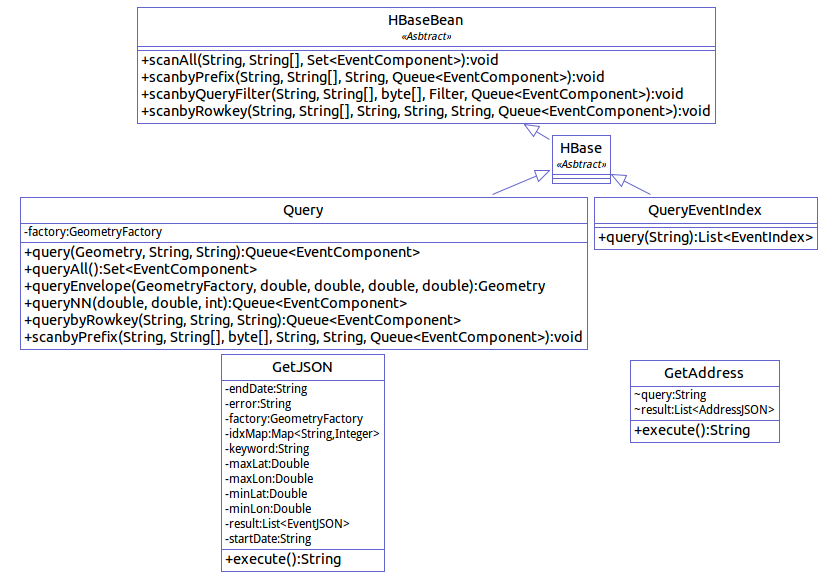 HBaseBean
«Asbtract»
+scanAll(String, String[], Set<EventComponent>):void
+scanbyPrefix(String, String[], String, Queue<EventComponent>):void
+scanbyQueryFilter(String, String[], byte[], Filter, Queue<EventComponent>):void
+scanbyRowkey(String, String[], String, String, String, Queue<EventComponent>):void
HBase
«Asbtract»
Query
-factory:GeometryFactory
+query(Geometry, String, String):Queue<EventComponent>
+queryAll():Set<EventComponent>
+queryEnvelope(GeometryFactory, double, double, double, double):Geometry
+queryNN(double, double, int):Queue<EventComponent>
+querybyRowkey(String, String, String):Queue<EventComponent>
+scanbyPrefix(String, String[], byte[], String, String, Queue<EventComponent>):void
QueryEventIndex
+query(String):List<EventIndex>
GetJSON
-endDate:String
-error:String
-factory:GeometryFactory
-idxMap:Map<String,Integer>
-keyword:String
-maxLat:Double
-maxLon:Double
-minLat:Double
-minLon:Double
-result:List<EventJSON>
-startDate:String
+execute():String
GetAddress
~query:String
~result:List<AddressJSON>
+execute():String